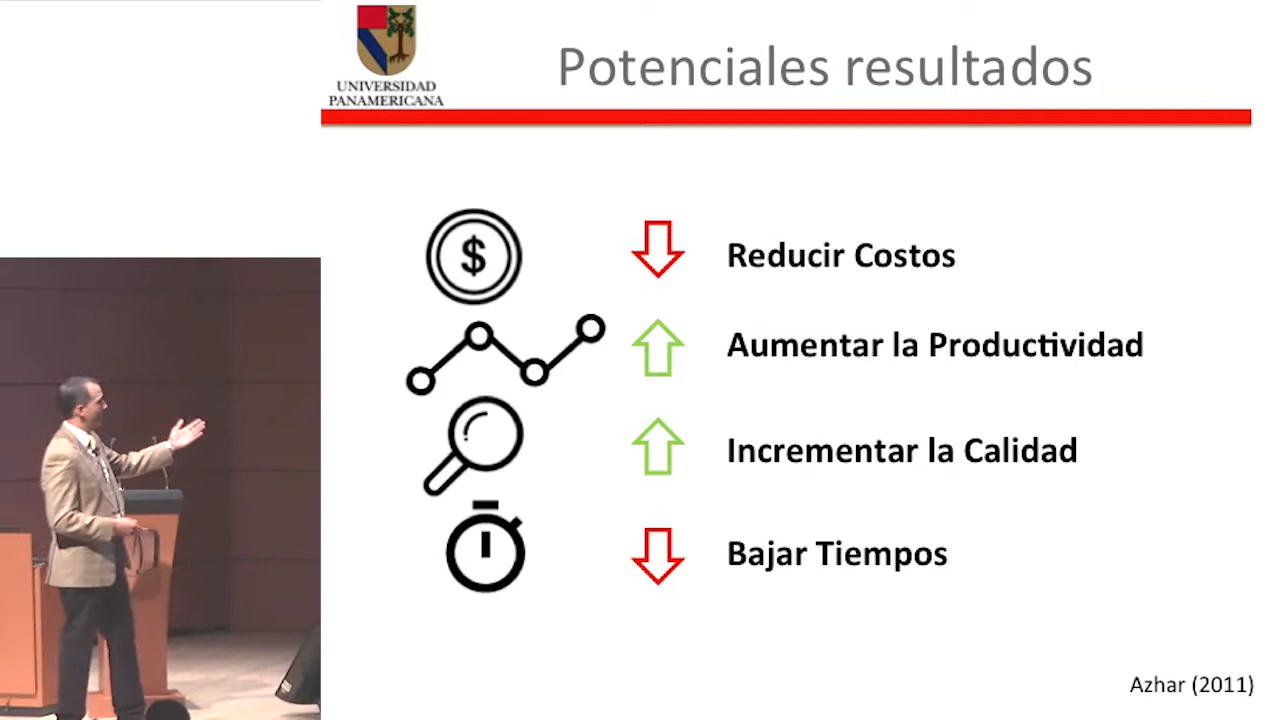 UNIVERSIDAD
PANAMERICANA
Potenciales resultados
$
Reducir Costos
Aumentar la Productividad
Incrementar la Calidad
Bajar Tiempos
Azhar (2011)